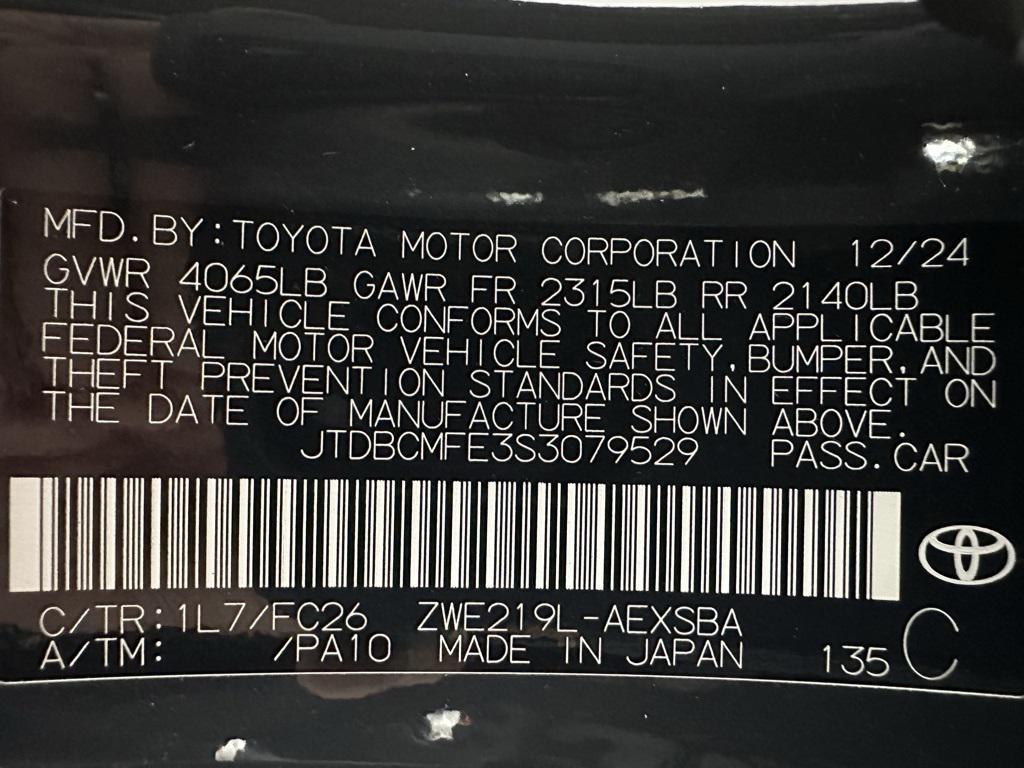 MFD. BY: TOYOTA MOTOR CORPORATION 12/24
GVWR 4065LB GAWR FR 2315LB RR 2140LB
THIS VEHICLE CONFORMS TO ALL APPLICABLE
FEDERAL MOTOR VEHICLE SAFETY, BUMPER, AND
THEFT PREVENTION STANDARDS IN EFFECT ON
THE DATE OF MANUFACTURE SHOWN ABOVE.
JTDBCMFE3S3079529 PASS. CAR
C/TR: 1L7/FC26 ZWE219L-AEXSBA
A/TM: /PA10 MADE IN JAPAN 135 C